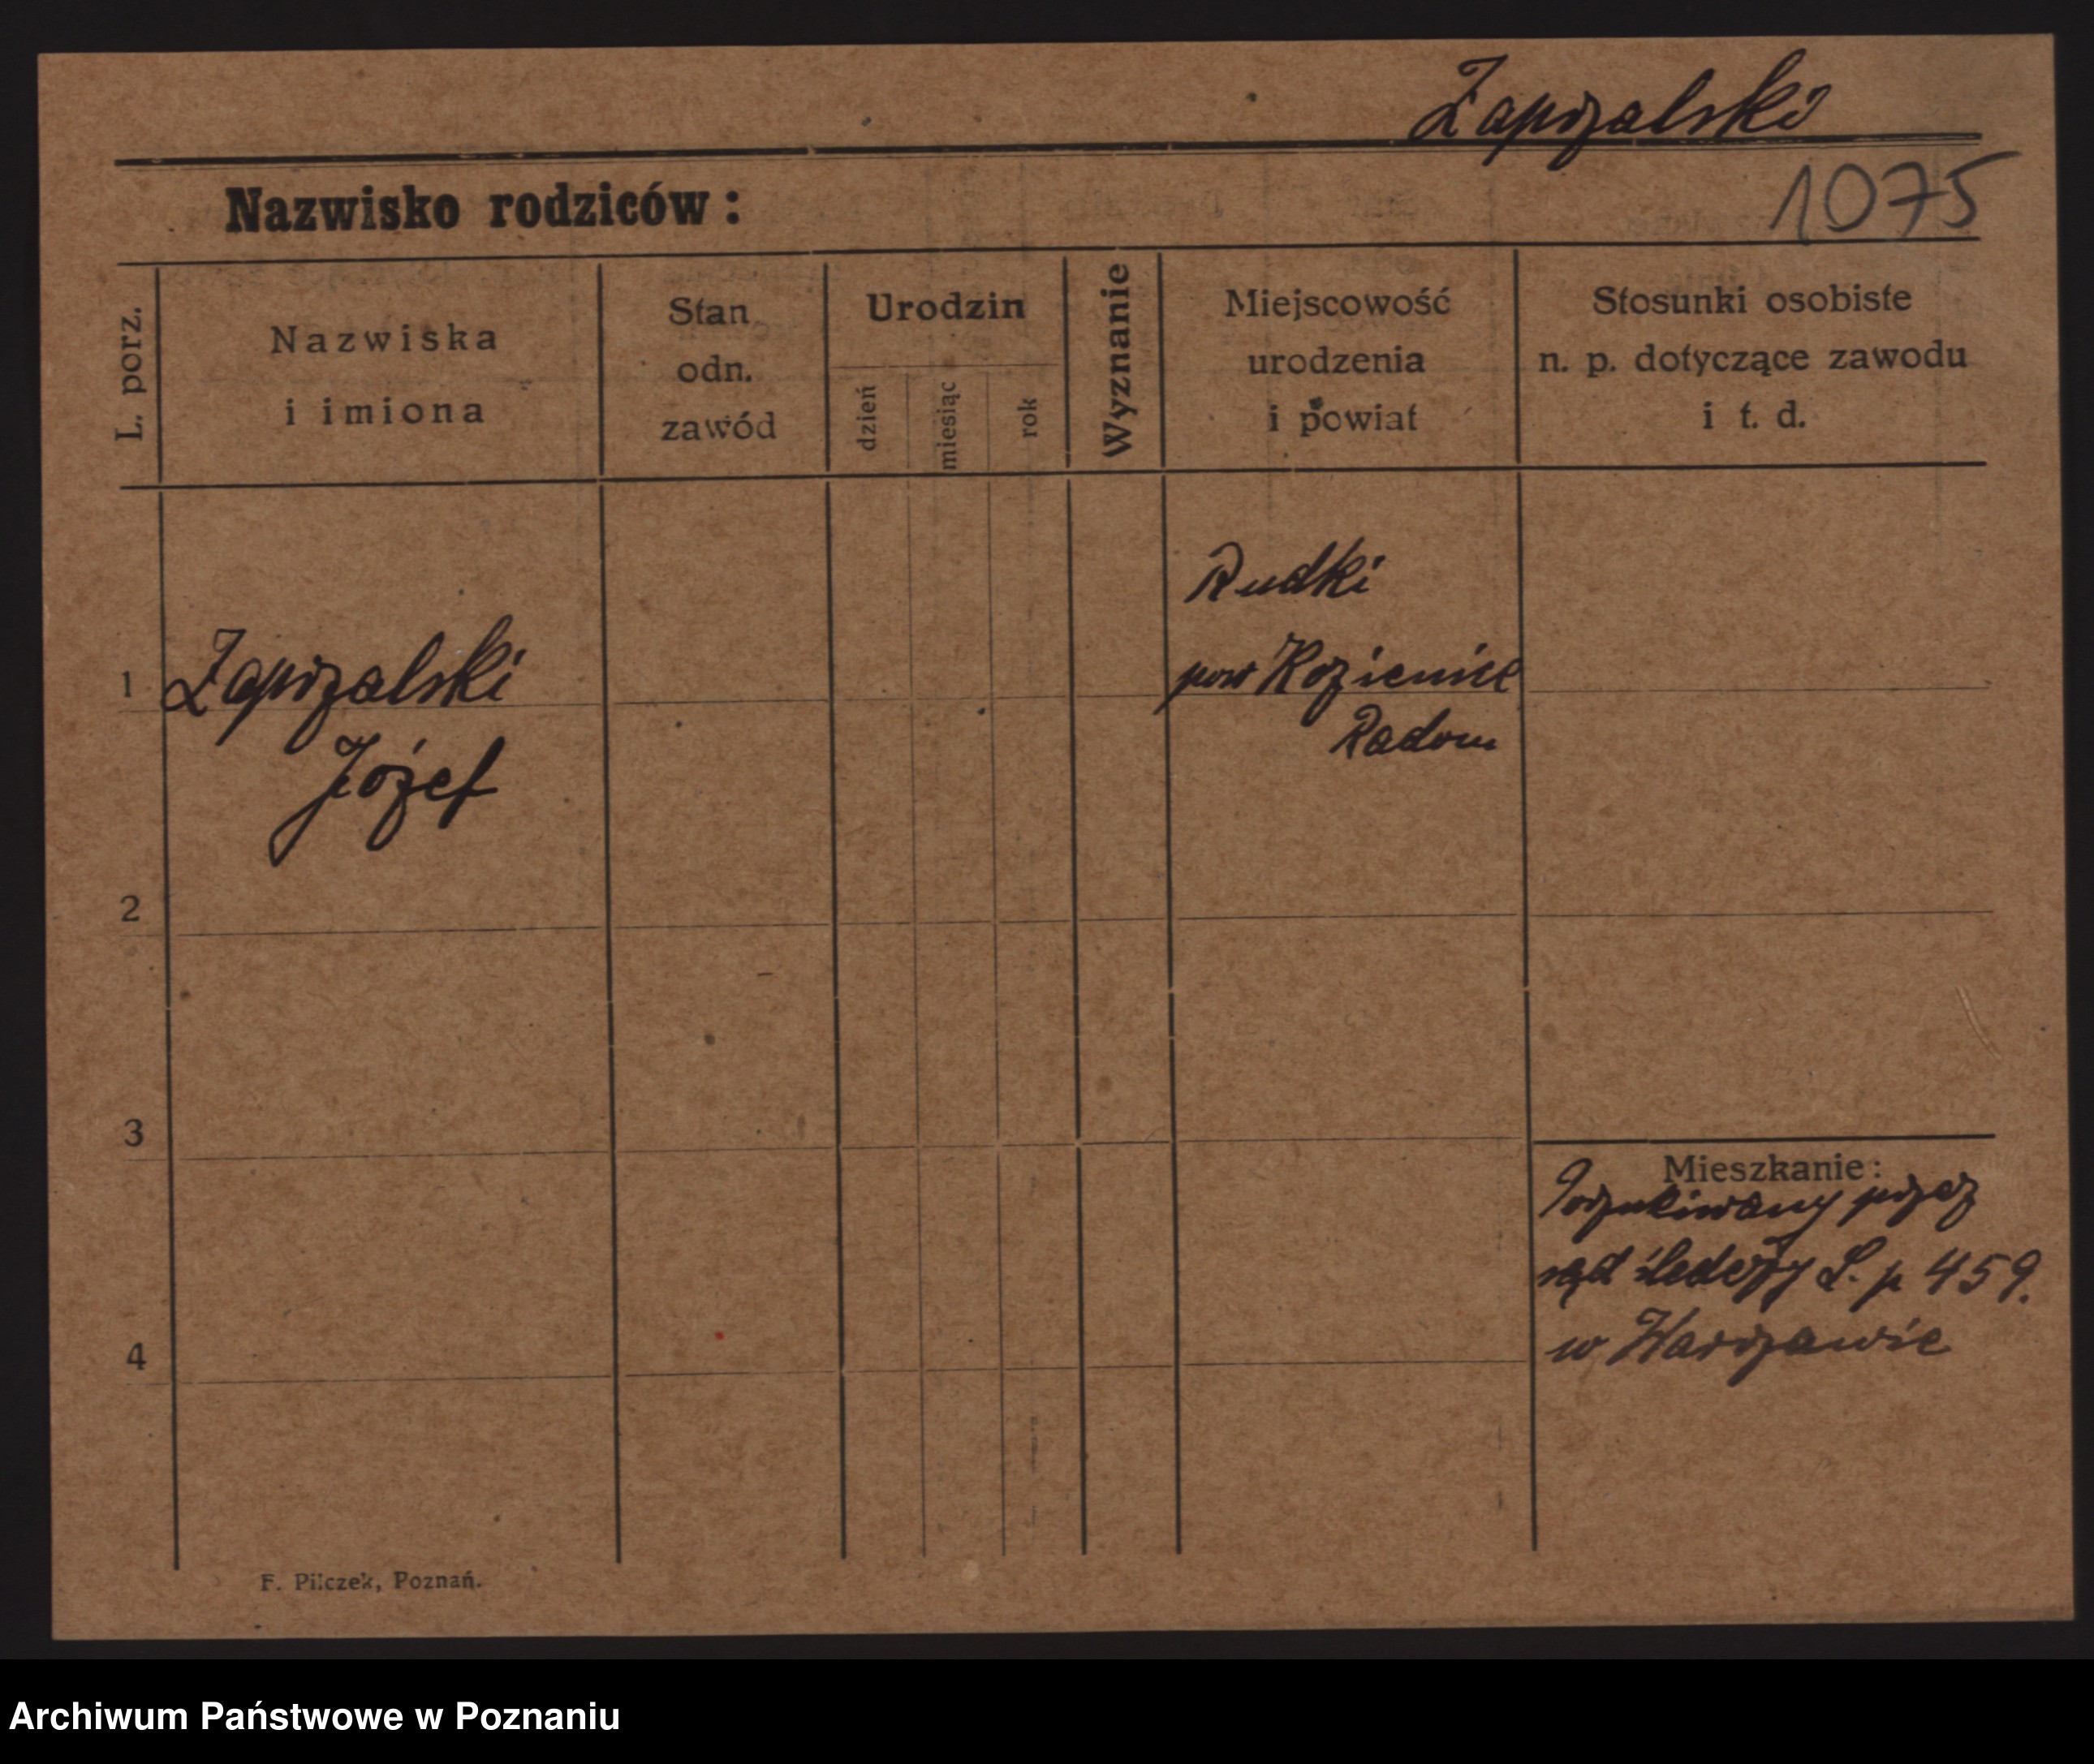 Zaprzalski
1075
Nazwisko rodziców:
L. porz.
Nazwiska
i imiona
Stan
odn.
zawód
Urodzin
dzień
miesiąc
rok
Wyznanie
Miejscowość
urodzenia
i powiat
Stosunki osobiste
n. p. dotyczące zawodu
i t. d.
1
Zaprzalski
Józef
Rudki
pow Kozienice
Radom
2
3
4
Mieszkanie:
Poszukiwany przez
sąd śledczy L. p 459.
w Warszawie
F. Pilczek, Poznań.
Archiwum Państwowe w Poznaniu